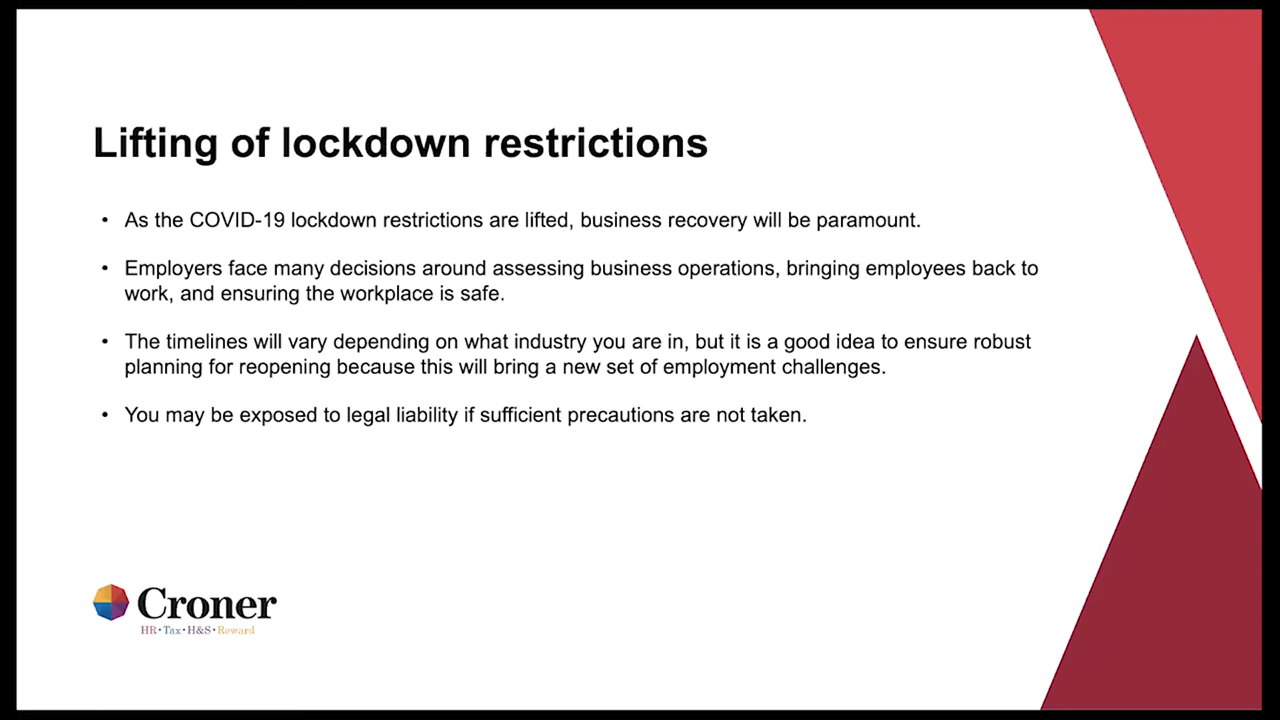 Lifting of lockdown restrictions
• As the COVID-19 lockdown restrictions are lifted, business recovery will be paramount.
• Employers face many decisions around assessing business operations, bringing employees back to
work, and ensuring the workplace is safe.
• The timelines will vary depending on what industry you are in, but it is a good idea to ensure robust
planning for reopening because this will bring a new set of employment challenges.
• You may be exposed to legal liability if sufficient precautions are not taken.
Croner
HR • Tax • H&S • Reward